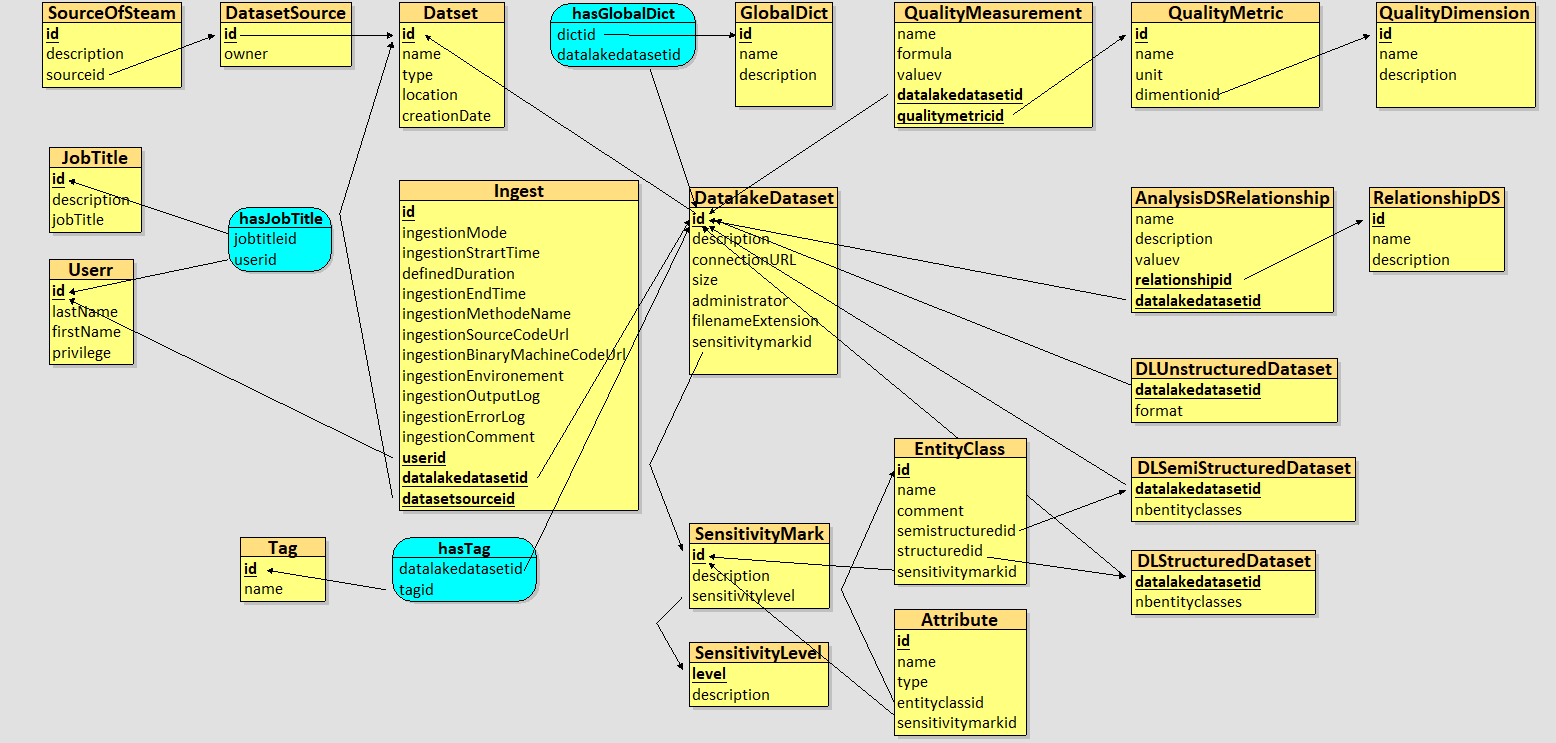 SourceOfSteam
id
description
sourceid
DatasetSource
id
owner
Datset
id
name
type
location
creationDate
hasGlobalDict
dictid
datalakedatasetid
GlobalDict
id
name
description
QualityMeasurement
name
formula
valuev
datalakedatasetid
qualitymetricid
QualityMetric
id
name
unit
dimentionid
QualityDimension
id
name
description
JobTitle
id
description
jobTitle
hasJobTitle
jobtitleid
userid
Userr
id
lastName
firstName
privilege
Ingest
id
ingestionMode
ingestionStrartTime
definedDuration
ingestionEndTime
ingestionMethodeName
ingestionSourceCodeUrl
ingestionBinaryMachineCodeUrl
ingestionEnvironement
ingestionOutputLog
ingestionErrorLog
ingestionComment
userid
datalakedatasetid
datasetsourceid
DatalakeDataset
id
description
connectionURL
size
administrator
filenameExtension
sensitivitymarkid
AnalysisDSRelationship
name
description
valuev
relationshipid
datalakedatasetid
RelationshipDS
id
name
description
DLUnstructuredDataset
datalakedatasetid
format
EntityClass
id
name
comment
semistructuredid
structuredid
sensitivitymarkid
DLSemiStructuredDataset
datalakedatasetid
nbentityclasses
DLStructuredDataset
datalakedatasetid
nbentityclasses
Tag
id
name
hasTag
datalakedatasetid
tagid
SensitivityMark
id
description
sensitivitylevel
SensitivityLevel
level
description
Attribute
id
name
type
entityclassid
sensitivitymarkid